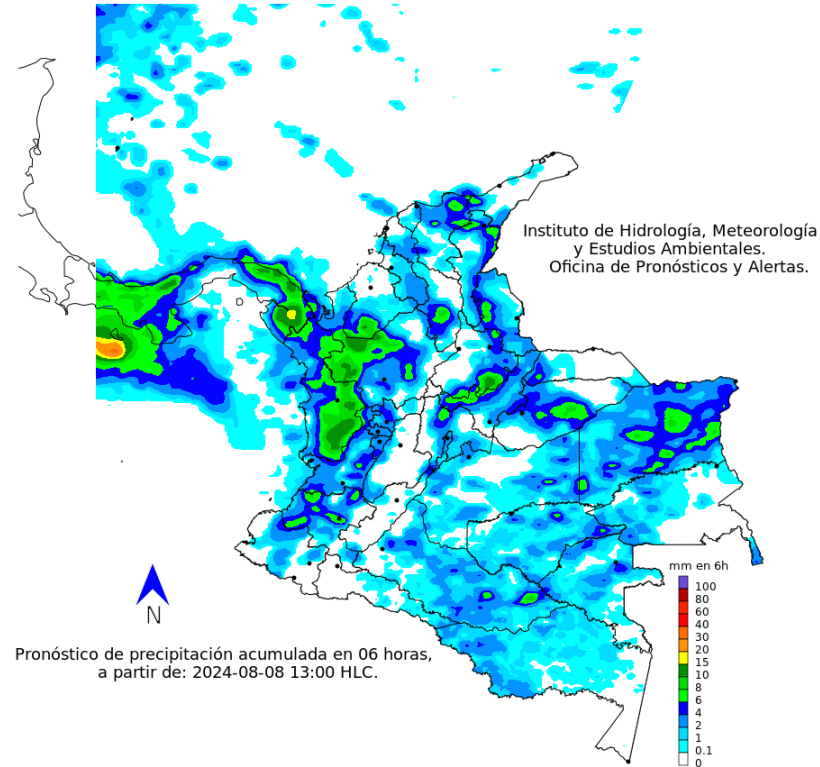 Instituto de Hidrología, Meteorología
y Estudios Ambientales.
Oficina de Pronósticos y Alertas.
mm en 6h
100
80
60
40
30
20
15
10
8
6
4
2
1
0.1
0
N
Pronóstico de precipitación acumulada en 06 horas,
a partir de: 2024-08-08 13:00 HLC.